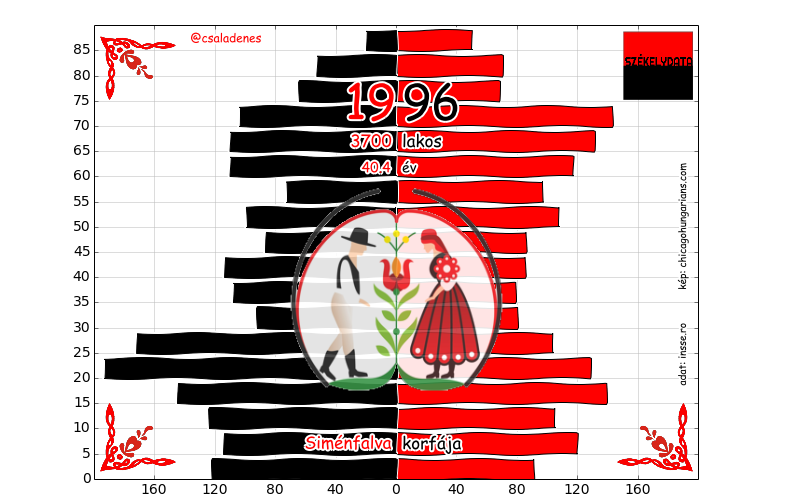 @csaladenes
SZÉKELYDATA
1996
3700 lakos
40.4 év
Siménfalva korfája
kép: chicagohungarians.com
adat: insse.ro
85
80
75
70
65
60
55
50
45
40
35
30
25
20
15
10
5
0
160 120 80 40 0 40 80 120 160